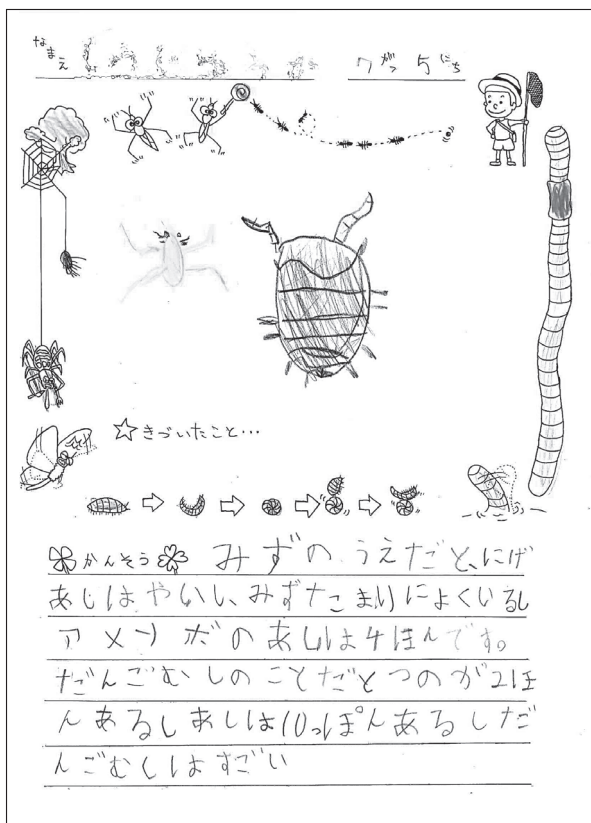 なまえ
7がつ5にち
☆きづいたこと…
かんそう みずの うえだと、にげ
あじはやいし、みずたこまりによくいるし
アメンボのあしは4ほんです。
だんごむしのことだとつのが2ほ
んあるしあしは10っぽんあるしだ
んごむしはすごい